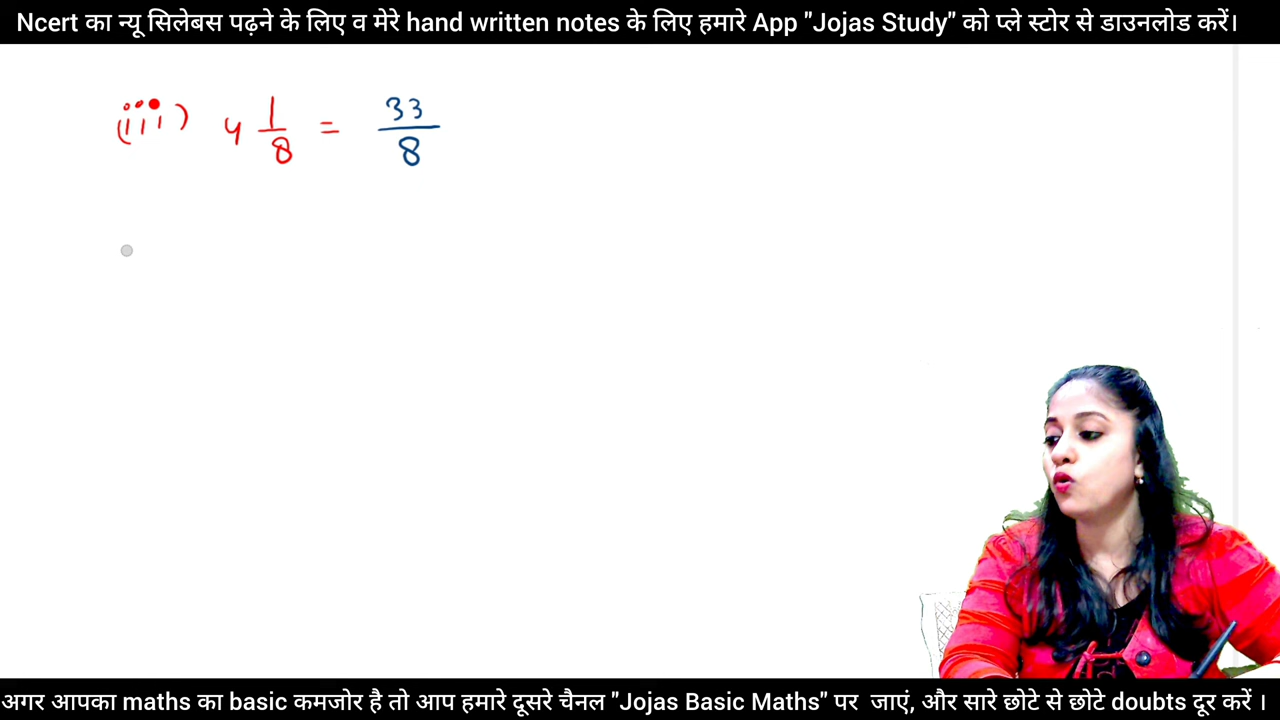 Ncert का न्यू सिलेबस पढ़ने के लिए व मेरे hand written notes के लिए हमारे App "Jojas Study" को प्ले स्टोर से डाउनलोड करें।
(iii) 4 1/8 = 33/8
अगर आपका maths का basic कमजोर है तो आप हमारे दूसरे चैनल "Jojas Basic Maths" पर जाएं, और सारे छोटे से छोटे doubts दूर करें ।